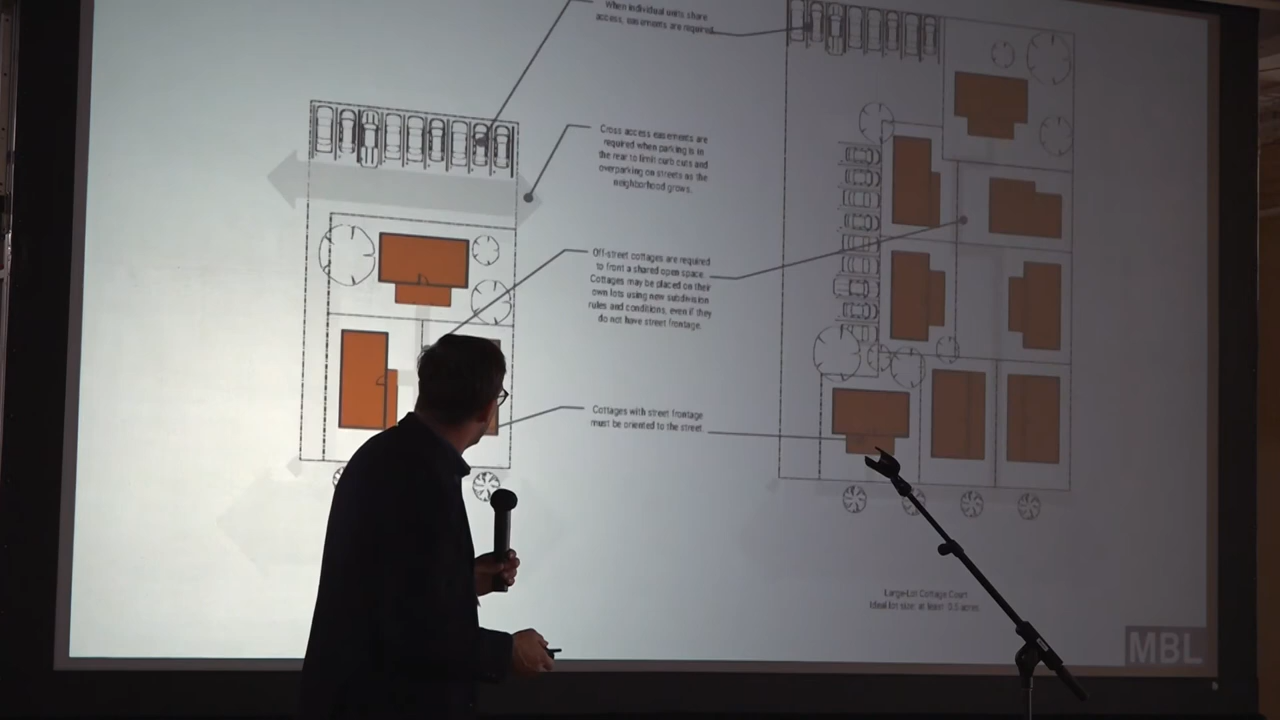 When individual units share
access, easements are required.
Cross access easements are
required when parking is in
the rear to limit curb cuts and
overparking on streets as the
neighborhood grows.
Off-street cottages are required
to front a shared open space.
Cottages may be placed on their
own lots using new subdivision
rules and conditions, even if they
do not have street frontage.
Cottages with street frontage
must be oriented to the street.
Large-Lot Cottage Court
Ideal lot size: at least 0.5 acres
MBL